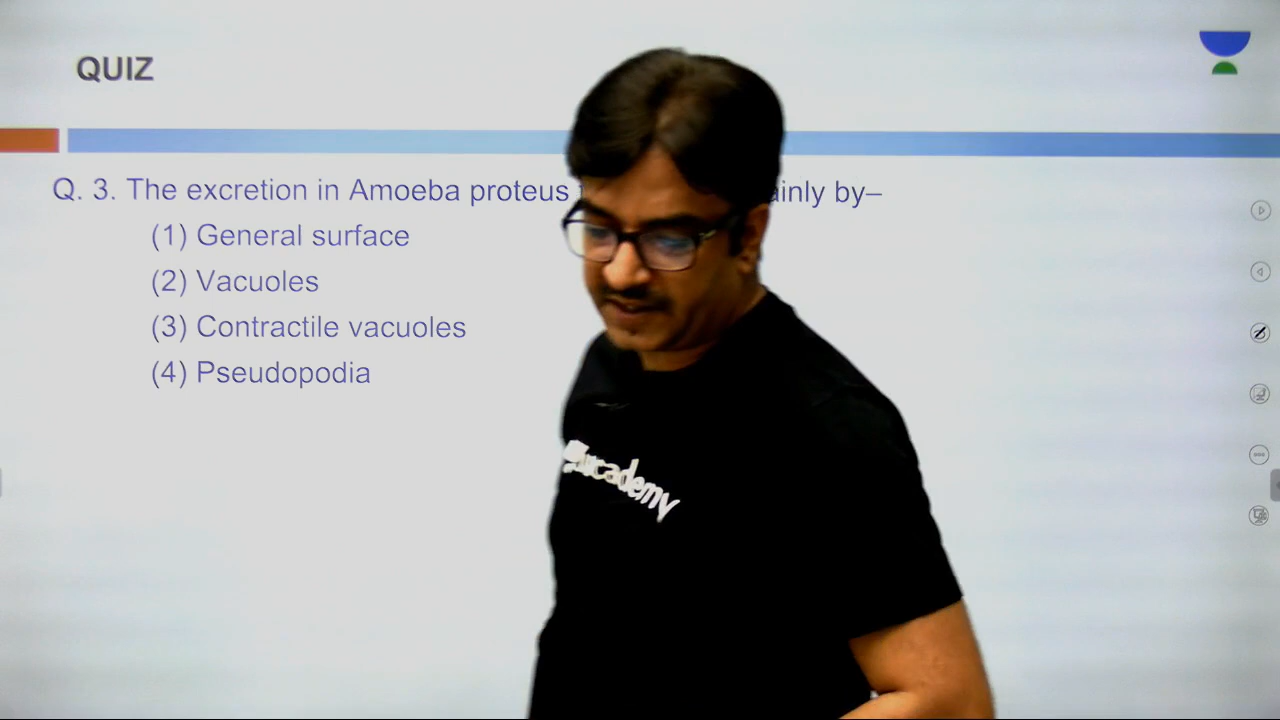 QUIZ
Q. 3. The excretion in Amoeba proteus ainly by–
(1) General surface
(2) Vacuoles
(3) Contractile vacuoles
(4) Pseudopodia
unacademy